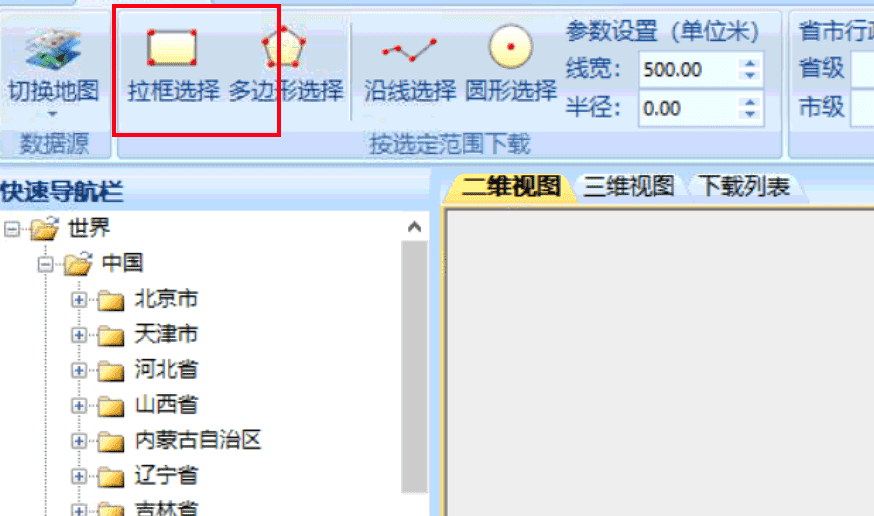 切换地图
数据源
拉框选择 多边形选择 沿线选择 圆形选择
参数设置（单位米）
线宽： 500.00
半径： 0.00
按选定范围下载
省市行政
省级
市级
快速导航栏
世界
中国
北京市
天津市
河北省
山西省
内蒙古自治区
辽宁省
吉林省
二维视图 三维视图 下载列表